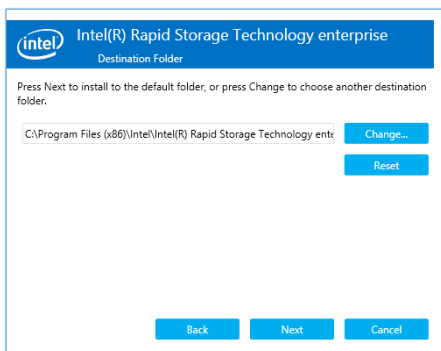 intel
Intel(R) Rapid Storage Technology enterprise
Destination Folder
Press Next to install to the default folder, or press Change to choose another destination
folder.
C:\Program Files (x86)\Intel\Intel(R) Rapid Storage Technology ente
Change...
Reset
Back
Next
Cancel